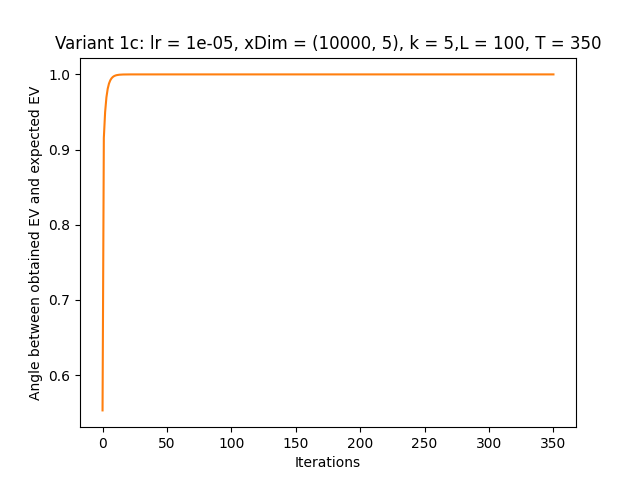 Variant 1c: lr = 1e-05, xDim = (10000, 5), k = 5,L = 100, T = 350
Angle between obtained EV and expected EV
1.0
0.9
0.8
0.7
0.6
0 50 100 150 200 250 300 350
Iterations